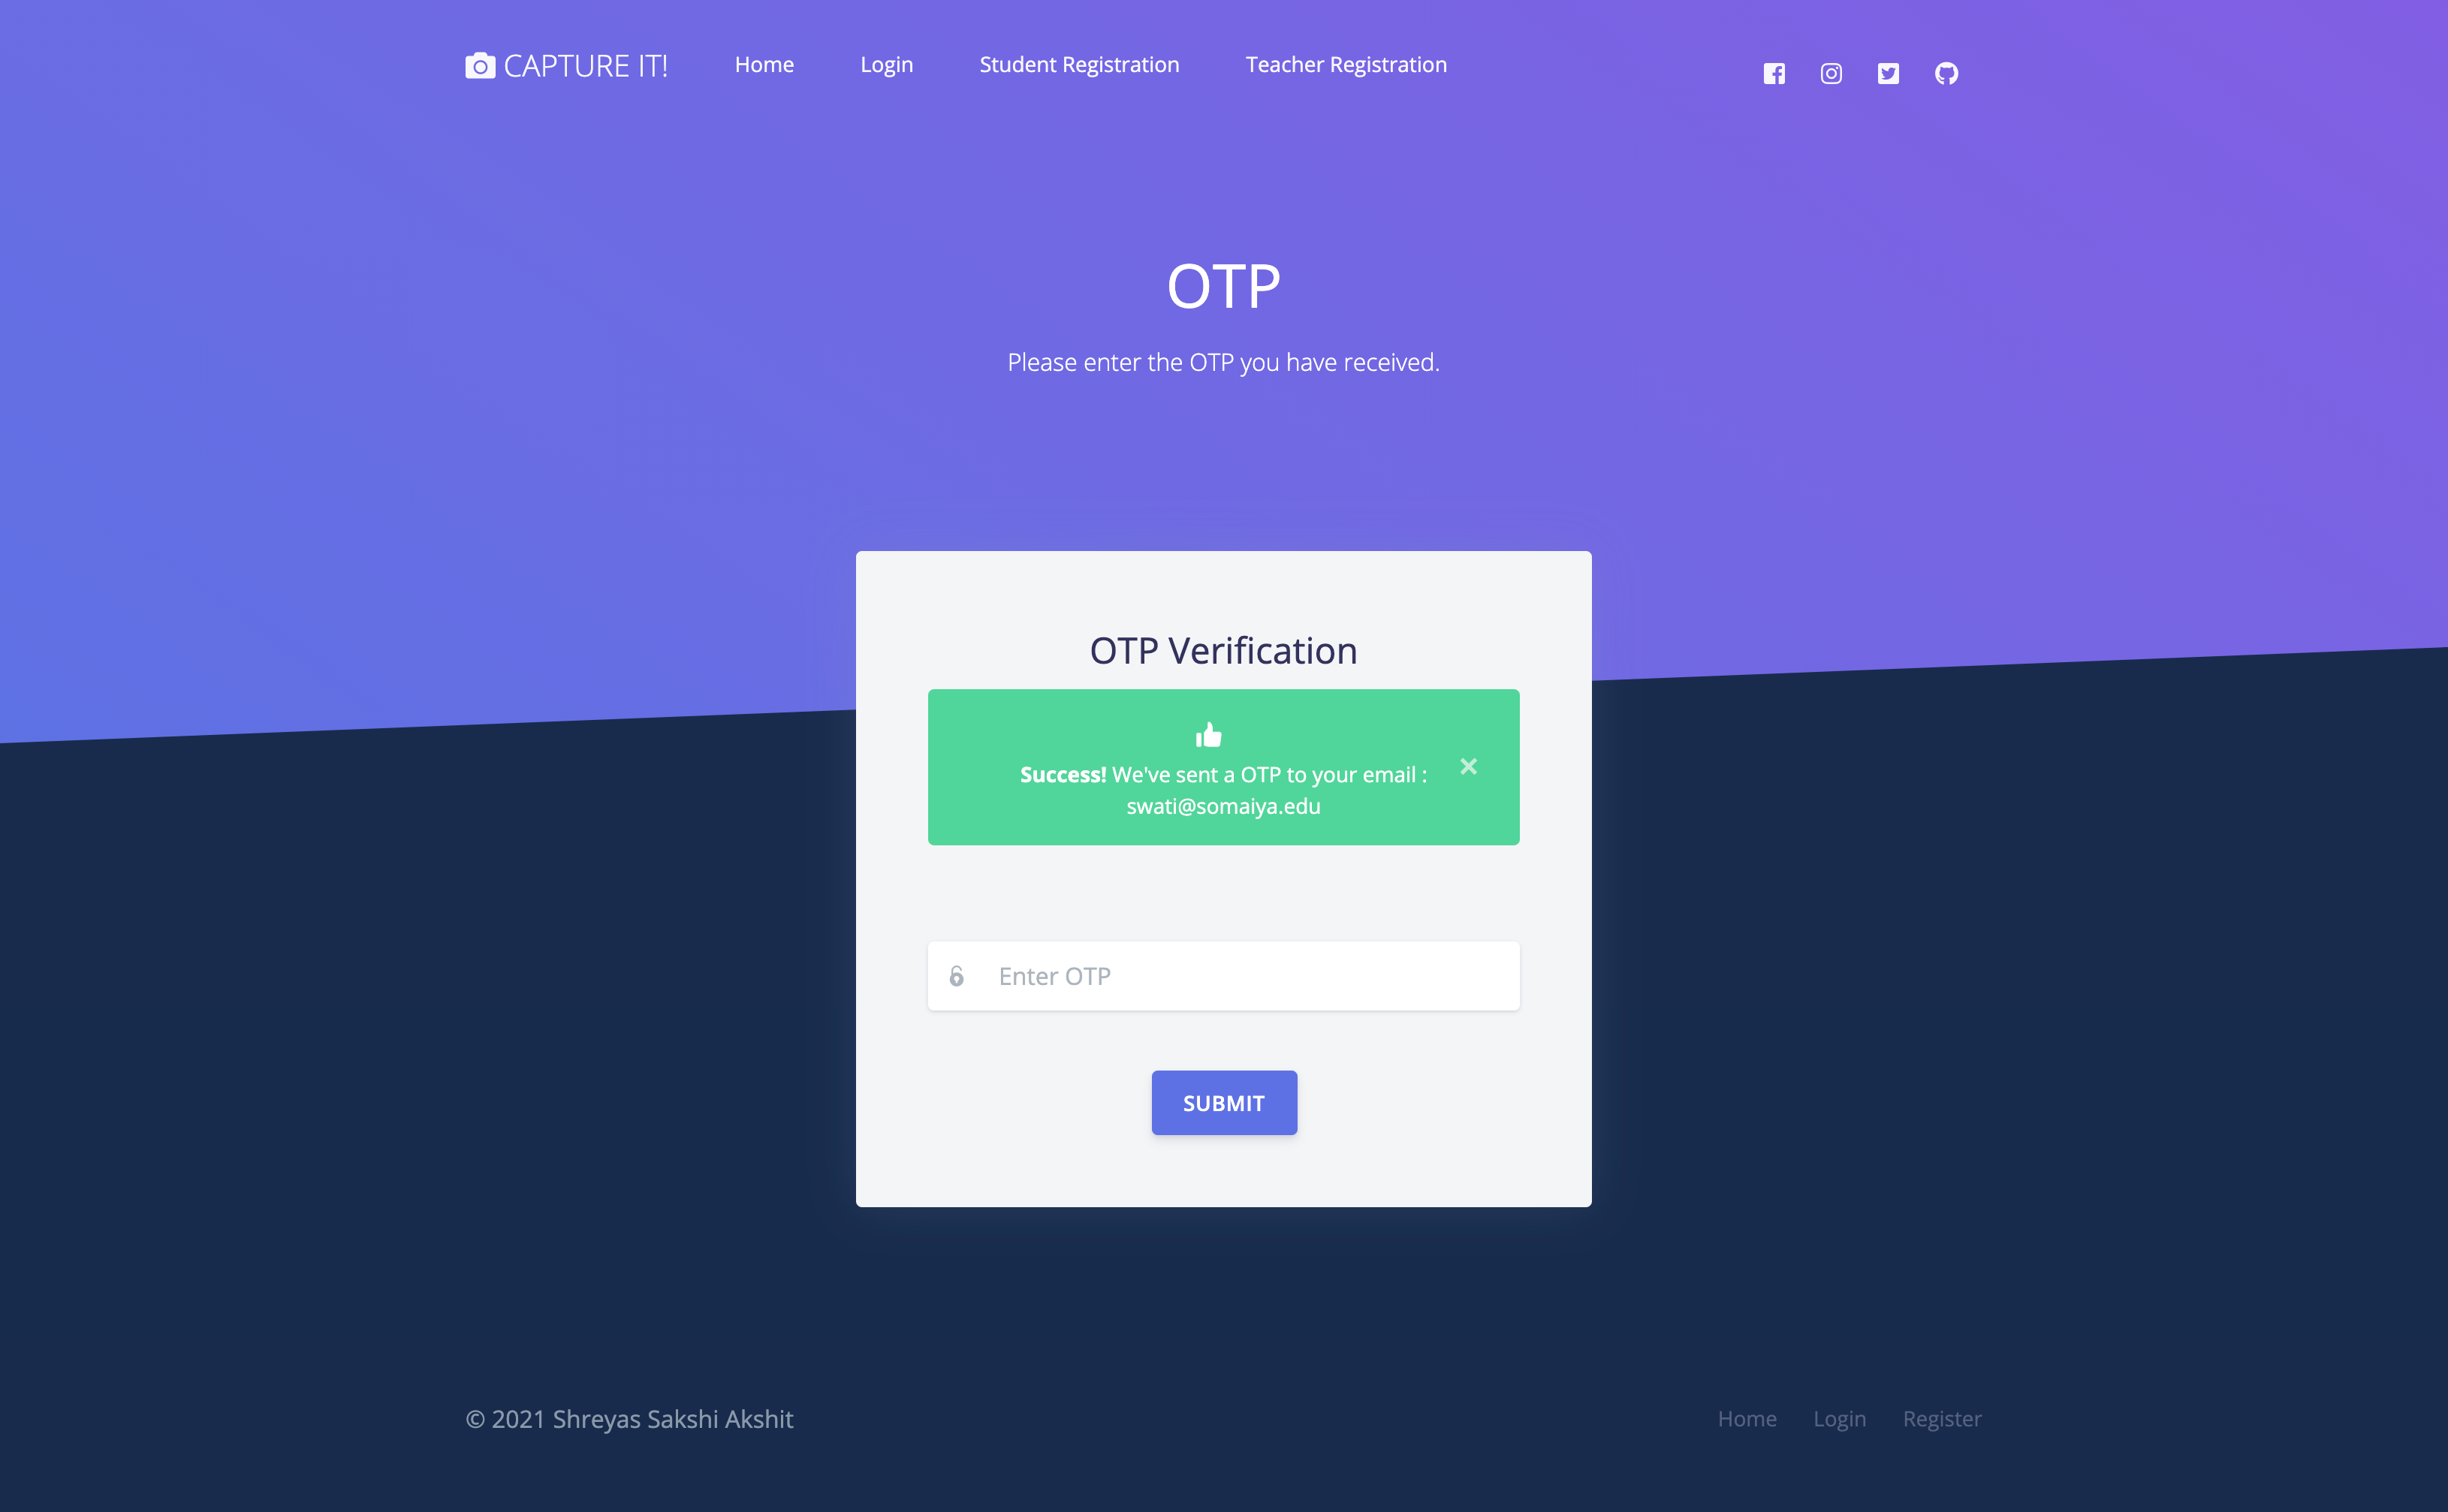 CAPTURE IT! Home Login Student Registration Teacher Registration
OTP
Please enter the OTP you have received.
OTP Verification
Success! We've sent a OTP to your email :
swati@somaiya.edu
×
Enter OTP
SUBMIT
© 2021 Shreyas Sakshi Akshit Home Login Register